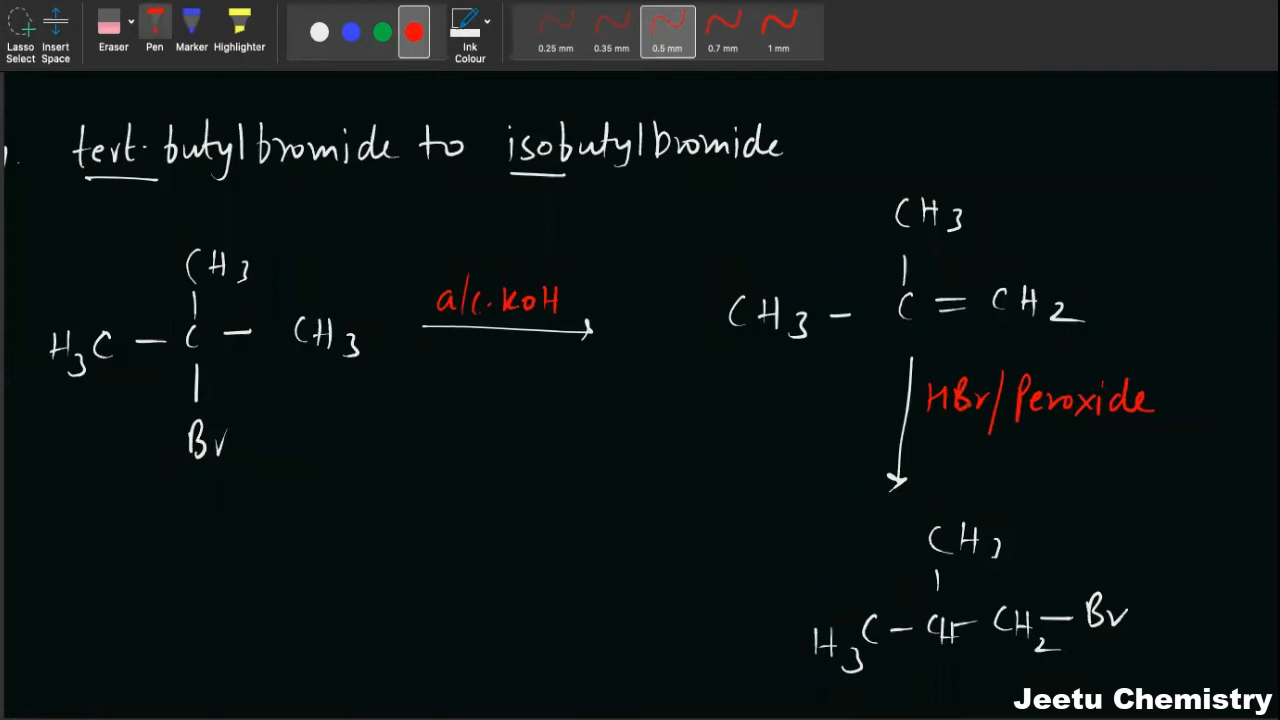 Lasso Select
Insert Space
Eraser
Pen
Marker
Highlighter
Ink Colour
0.25 mm
0.35 mm
0.5 mm
0.7 mm
1 mm
tert. butylbromide to isobutylbromide
CH3
H3C - C - CH3
Br
alc. KOH
CH3
CH3 - C = CH2
HBr/Peroxide
CH3
H3C - CH - CH2 - Br
Jeetu Chemistry